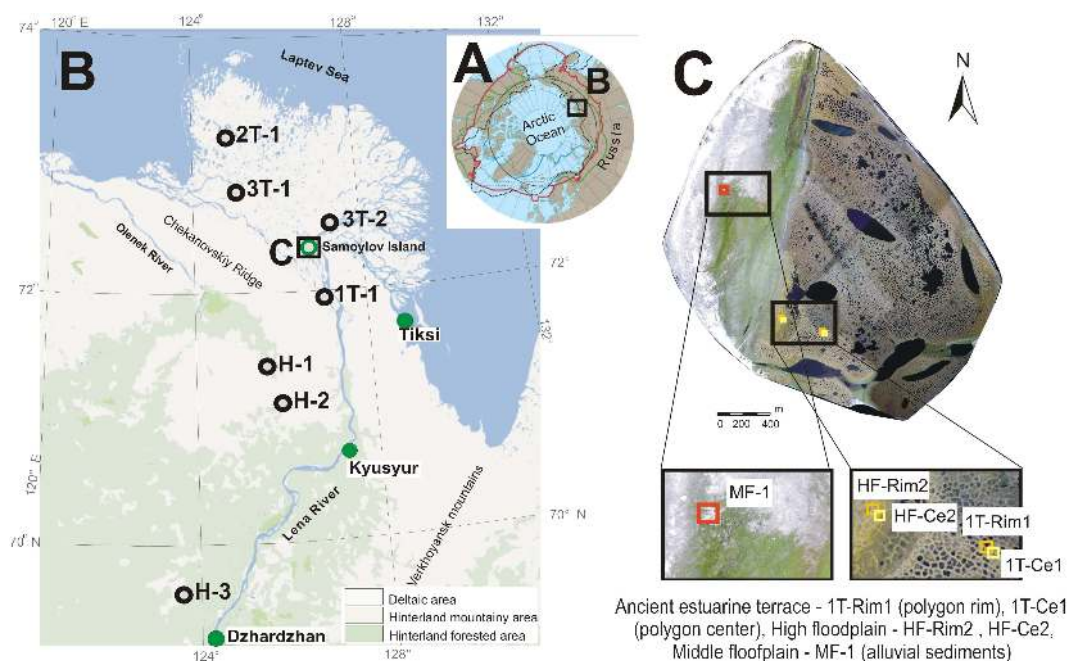 120° E
124°
128°
132°
74°
B
Laptev Sea
A
B
Arctic
Ocean
Russia
C
N
2T-1
3T-1
3T-2
C
Samoylov Island
Chekanovskiy Ridge
Olenek River
1T-1
72°
72°
132°
Tiksi
H-1
H-2
Kyusyur
120° E
Lena River
Verkhoyansk mountains
70°
70° N
H-3
Dzhardzhan
124°
128°
Deltaic area
Hinterland mountainy area
Hinterland forested area
m
0 200 400
MF-1
HF-Rim2
HF-Ce2
1T-Rim1
1T-Ce1
Ancient estuarine terrace - 1T-Rim1 (polygon rim), 1T-Ce1
(polygon center), High floodplain - HF-Rim2 , HF-Ce2,
Middle floofplain - MF-1 (alluvial sediments)